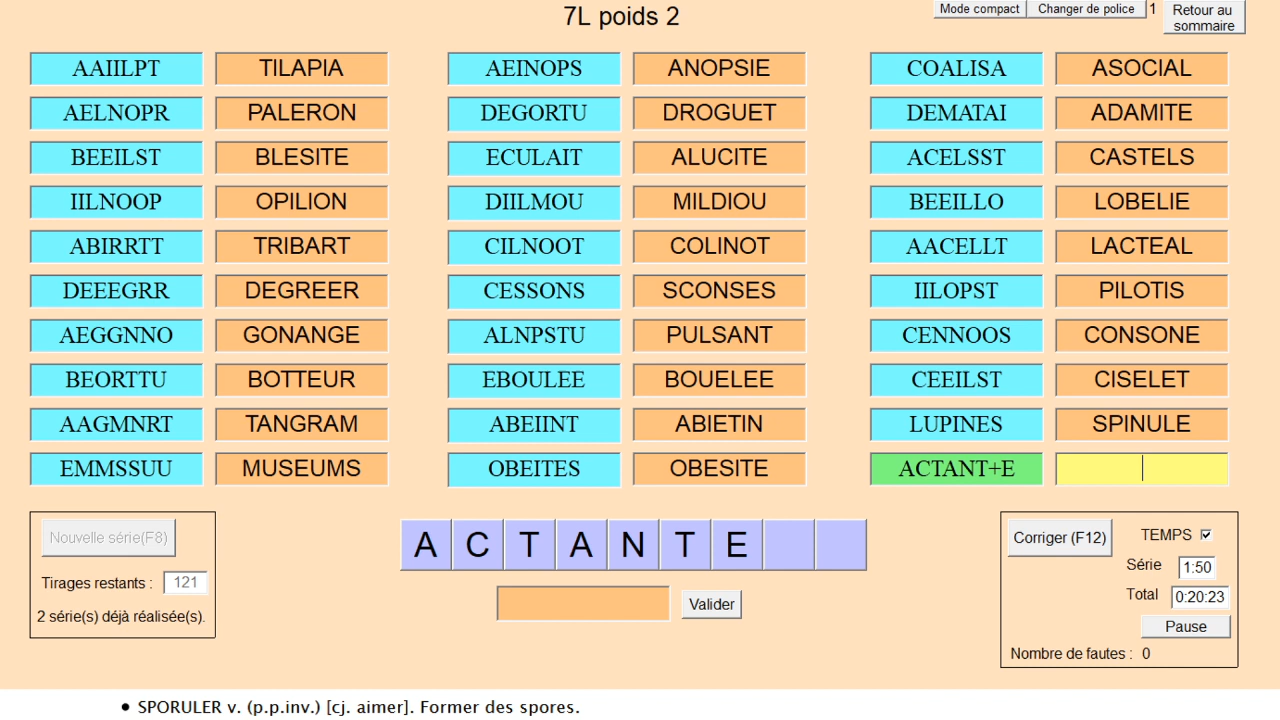 7L poids 2
Mode compact Changer de police 1 Retour au sommaire
AAIILPT TILAPIA AEINOPS ANOPSIE COALISA ASOCIAL
AELNOPR PALERON DEGORTU DROGUET DEMATAI ADAMITE
BEEILST BLESITE ECULAIT ALUCITE ACELSST CASTELS
IILNOOP OPILION DIILMOU MILDIOU BEEILLO LOBELIE
ABIRRTT TRIBART CILNOOT COLINOT AACELLT LACTEAL
DEEEGRR DEGREER CESSONS SCONSES IILOPST PILOTIS
AEGGNNO GONANGE ALNPSTU PULSANT CENNOOS CONSONE
BEORTTU BOTTEUR EBOULEE BOUELEE CEEILST CISELET
AAGMNRT TANGRAM ABEIINT ABIETIN LUPINES SPINULE
EMMSSUU MUSEUMS OBEITES OBESITE ACTANT+E
Nouvelle série(F8)
Tirages restants : 121
2 série(s) déjà réalisée(s).
A C T A N T E
Valider
Corriger (F12) TEMPS
Série 1:50
Total 0:20:23
Pause
Nombre de fautes : 0
• SPORULER v. (p.p.inv.) [cj. aimer]. Former des spores.